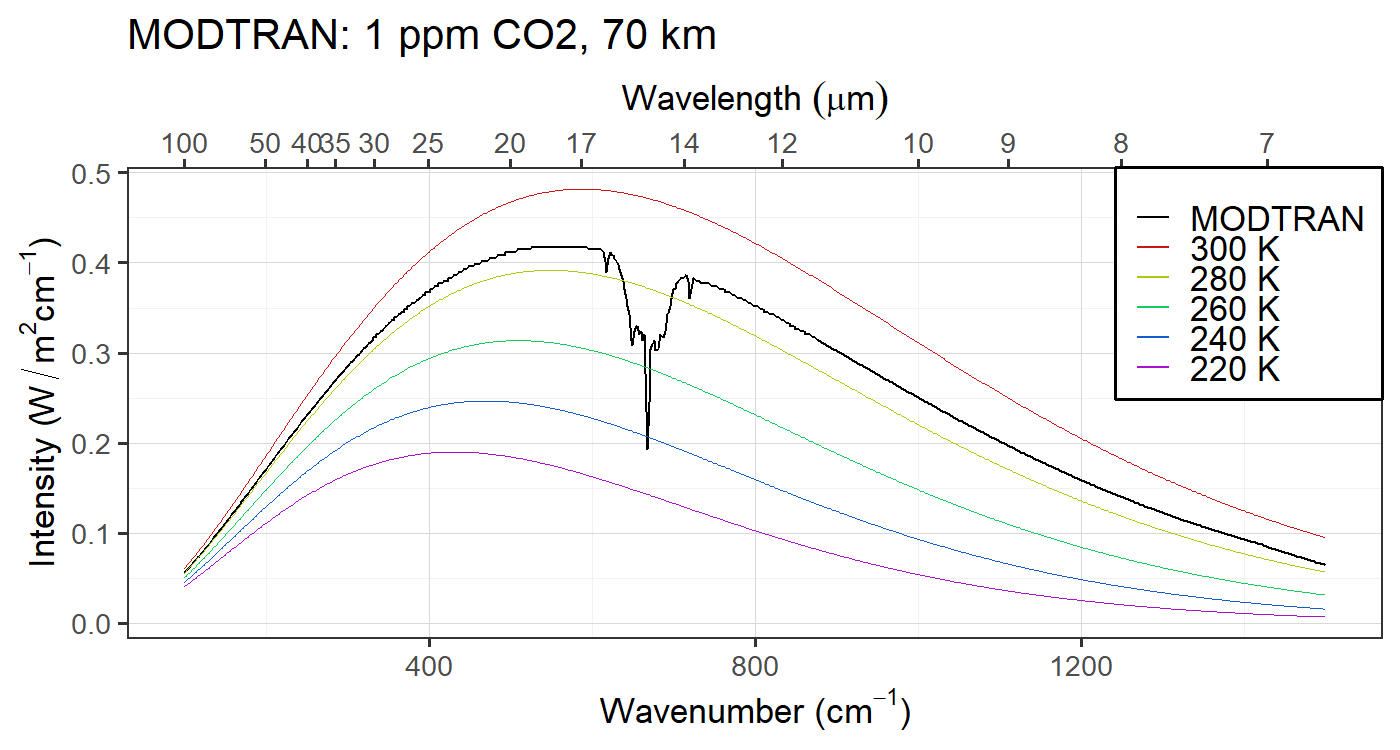 MODTRAN: 1 ppm CO2, 70 km
Wavelength (μm)
100 50 40 35 30 25 20 17 14 12 10 9 8 7
Intensity (W / m²cm⁻¹)
0.5
0.4
0.3
0.2
0.1
0.0
MODTRAN
300 K
280 K
260 K
240 K
220 K
400 800 1200
Wavenumber (cm⁻¹)